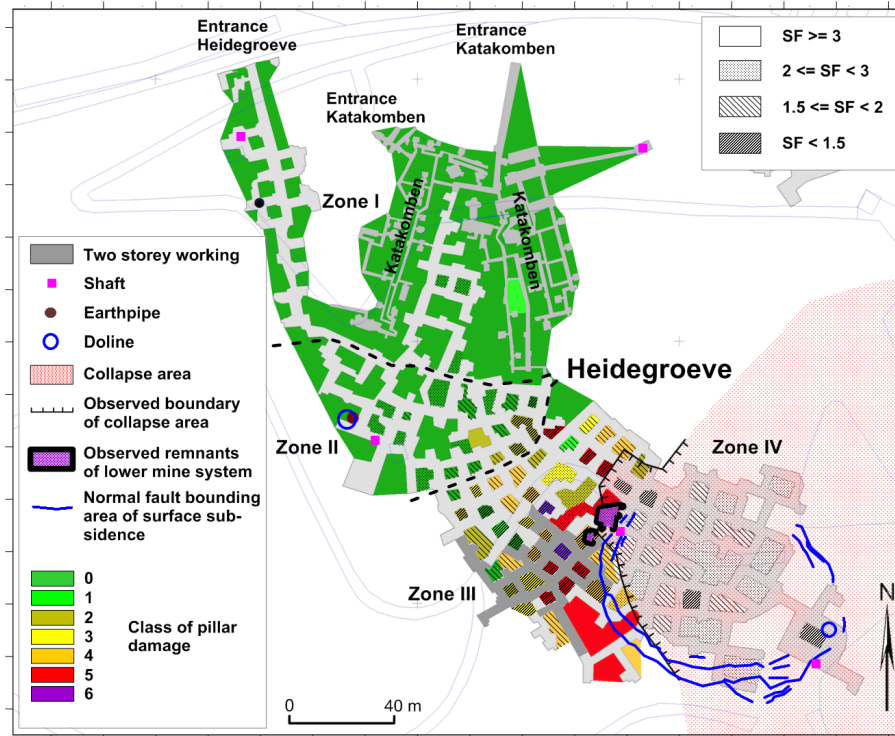 Entrance
Heidegroeve
Entrance
Katakomben
Entrance
Katakomben
SF >= 3
2 <= SF < 3
1.5 <= SF < 2
SF < 1.5
Zone I
Katakomben
Katakomben
Two storey working
Shaft
Earthpipe
Doline
Collapse area
Observed boundary
of collapse area
Observed remnants
of lower mine system
Normal fault bounding
area of surface sub-
sidence
0
1
2
3
4
5
6
Class of pillar
damage
Heidegroeve
Zone II
Zone IV
Zone III
N
0
40 m